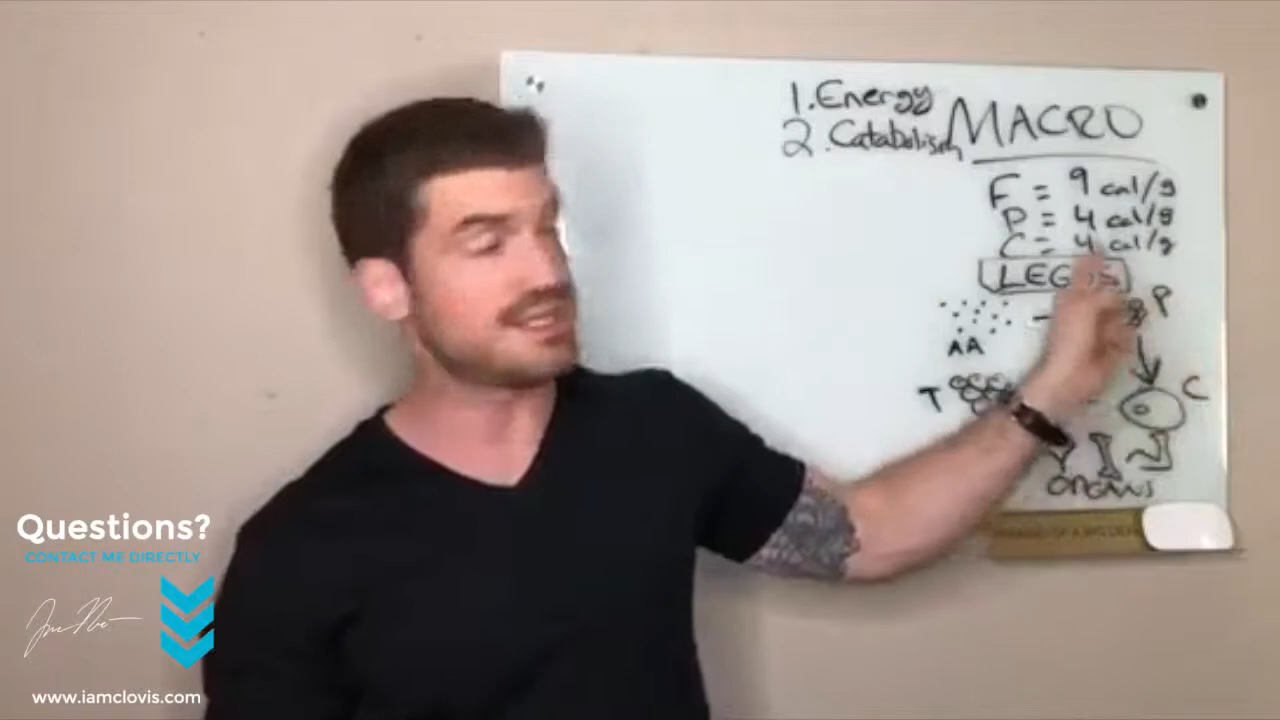 1. Energy
2. Catabolism
MACRO
F = 9 cal/g
P = 4 cal/g
C = 4 cal/g
P
AA
T
C
Questions?
CONTACT ME DIRECTLY
www.iamclovis.com